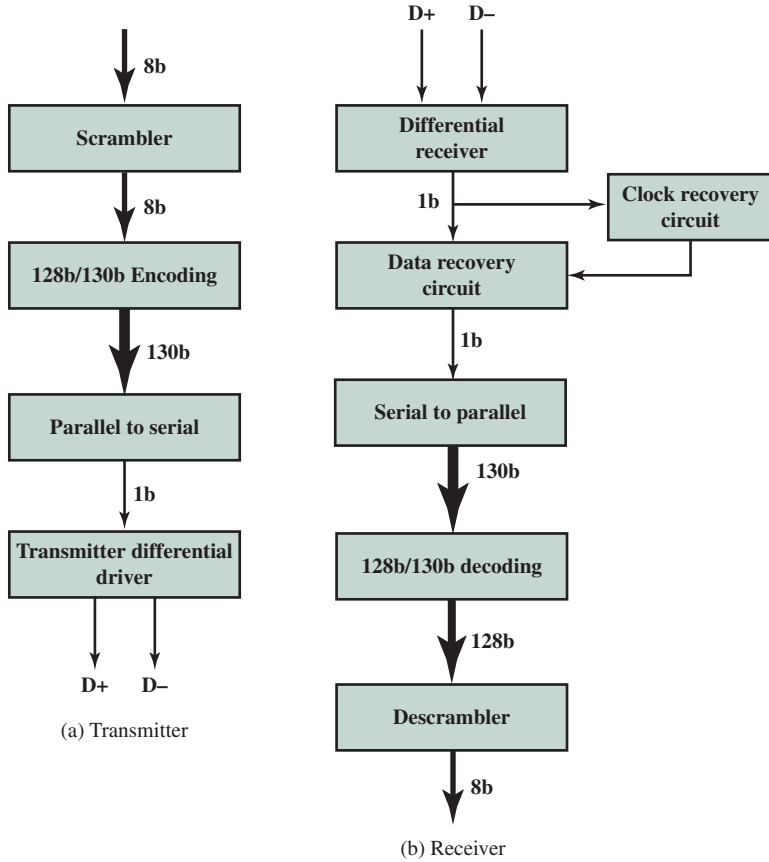 8b
Scrambler
8b
128b/130b Encoding
130b
Parallel to serial
1b
Transmitter differential
driver
D+ D−
(a) Transmitter
D+ D−
Differential
receiver
1b
Clock recovery
circuit
Data recovery
circuit
1b
Serial to parallel
130b
128b/130b decoding
128b
Descrambler
8b
(b) Receiver